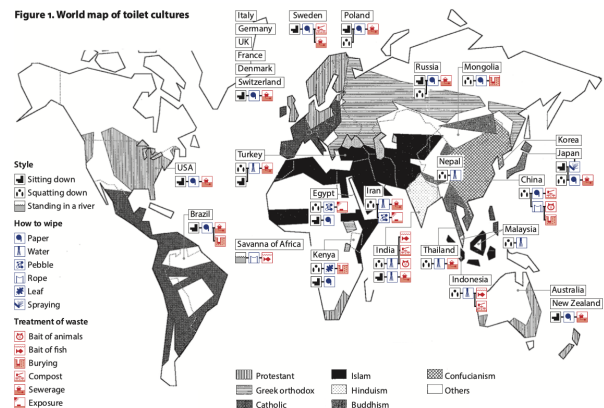 Figure 1. World map of toilet cultures
Italy
Germany
UK
France
Denmark
Switzerland
Sweden
Poland
Russia
Mongolia
Korea
Japan
China
Nepal
Turkey
USA
Egypt
Iran
Brazil
Savanna of Africa
Kenya
India
Thailand
Malaysia
Indonesia
Australia
New Zealand
Style
Sitting down
Squatting down
Standing in a river
How to wipe
Paper
Water
Pebble
Rope
Leaf
Spraying
Treatment of waste
Bait of animals
Bait of fish
Burying
Compost
Sewerage
Exposure
Protestant
Greek orthodox
Catholic
Islam
Hinduism
Buddhism
Confucianism
Others